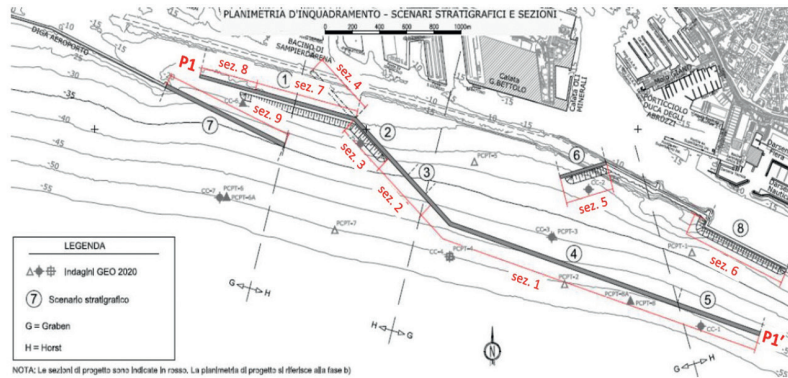 PLANIMETRIA D'INQUADRAMENTO - SCENARI STRATIGRAFICI E SEZIONI
0 200 400 600 800 1000m
DIGA AEROPORTO
BACINO DI
SAMPIERDARENA
Calata
G.BETTOLO
Calata DEI
MINERALI
Molo GIANO
PORTICCIOLO
DUCA DEGLI
ABRUZZI
P1
sez. 8
1
sez. 7
sez. 4
sez. 9
7
2
3
sez. 3
sez. 2
6
sez. 5
8
sez. 6
4
sez. 1
5
P1'
CC-7
PCPT-6
PCPT-6A
PCPT-7
CC-3
PCPT-3
PCPT-1
PCPT-2
CC-1
-15
-20
-25
-30
-35
-40
-45
-50
-55
G H
H G
G H
N
LEGENDA
Indagini GEO 2020
7 Scenario stratigrafico
G = Graben
H = Horst
NOTA: Le sezioni di progetto sono indicate in rosso. La planimetria di progetto si riferisce alla fase b)